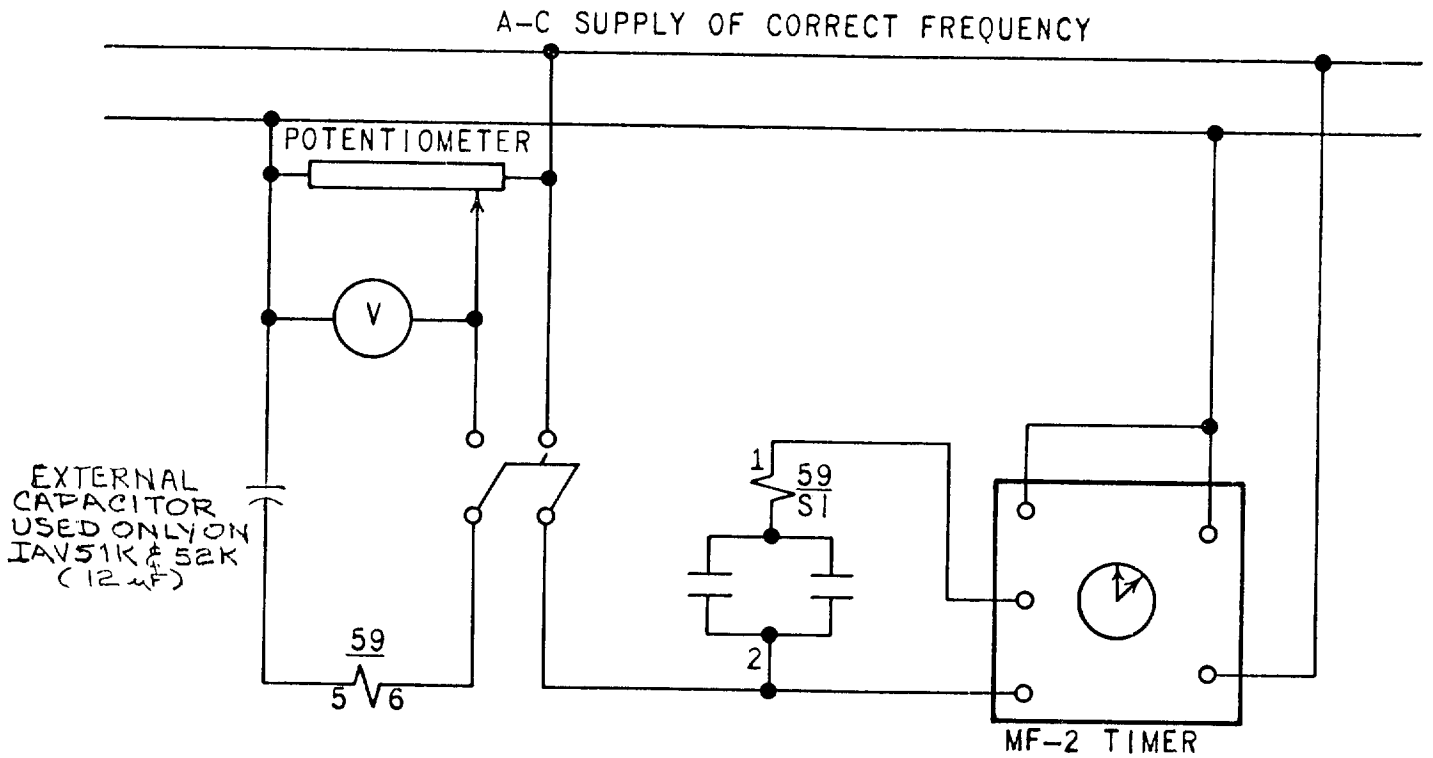 A-C SUPPLY OF CORRECT FREQUENCY
POTENTIOMETER
V
EXTERNAL
CAPACITOR
USED ONLY ON
IAV51K & 52K
(12 μF)
59
5 6
1
59
SI
2
MF-2 TIMER